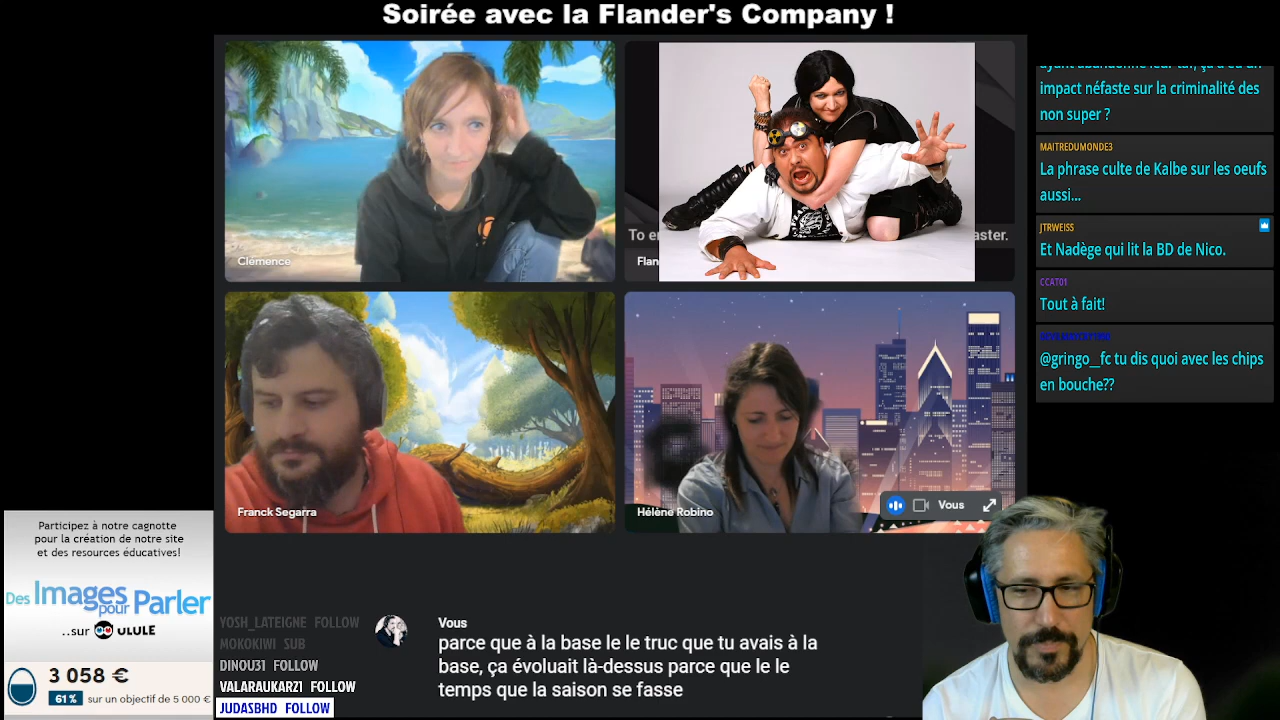 Soirée avec la Flander's Company !
Clémence
To en
aster.
Flan
Franck Segarra
Hélène Robino
Vous
impact néfaste sur la criminalité des
non super ?
MAITREDUMONDE3
La phrase culte de Kalbe sur les oeufs
aussi...
JTRWEISS
Et Nadège qui lit la BD de Nico.
CCAT01
Tout à fait!
@gringo__fc tu dis quoi avec les chips
en bouche??
Participez à notre cagnotte
pour la création de notre site
et des resources éducatives!
Des Images
pour Parler
..sur ULULE
3 058 €
61 % sur un objectif de 5 000 €
YOSH_LATEIGNE FOLLOW
MOKOKIWI SUB
DINOU31 FOLLOW
VALARAUKARZ1 FOLLOW
JUDASBHD FOLLOW
Vous
parce que à la base le le truc que tu avais à la
base, ça évoluait là-dessus parce que le le
temps que la saison se fasse